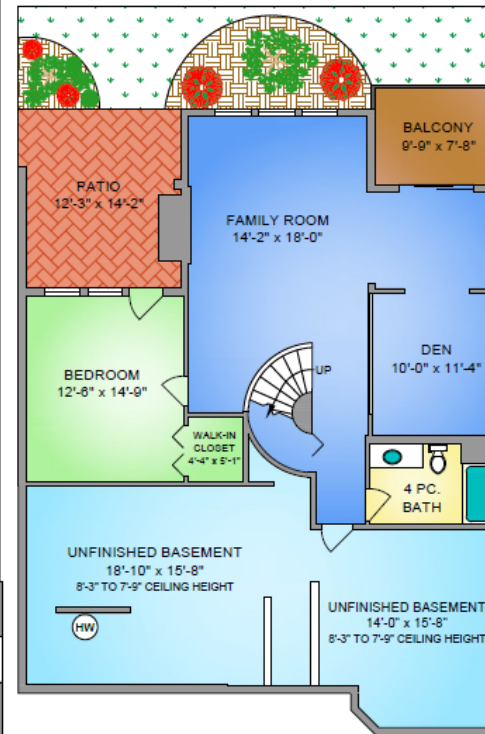 BALCONY
9'-9" x 7'-8"
PATIO
12'-3" x 14'-2"
FAMILY ROOM
14'-2" x 18'-0"
DEN
10'-0" x 11'-4"
UP
BEDROOM
12'-6" x 14'-9"
WALK-IN
CLOSET
4'-4" x 5'-1"
4 PC.
BATH
UNFINISHED BASEMENT
18'-10" x 15'-8"
8'-3" TO 7'-9" CEILING HEIGHT
HW
UNFINISHED BASEMENT
14'-0" x 15'-8"
8'-3" TO 7'-9" CEILING HEIGHT